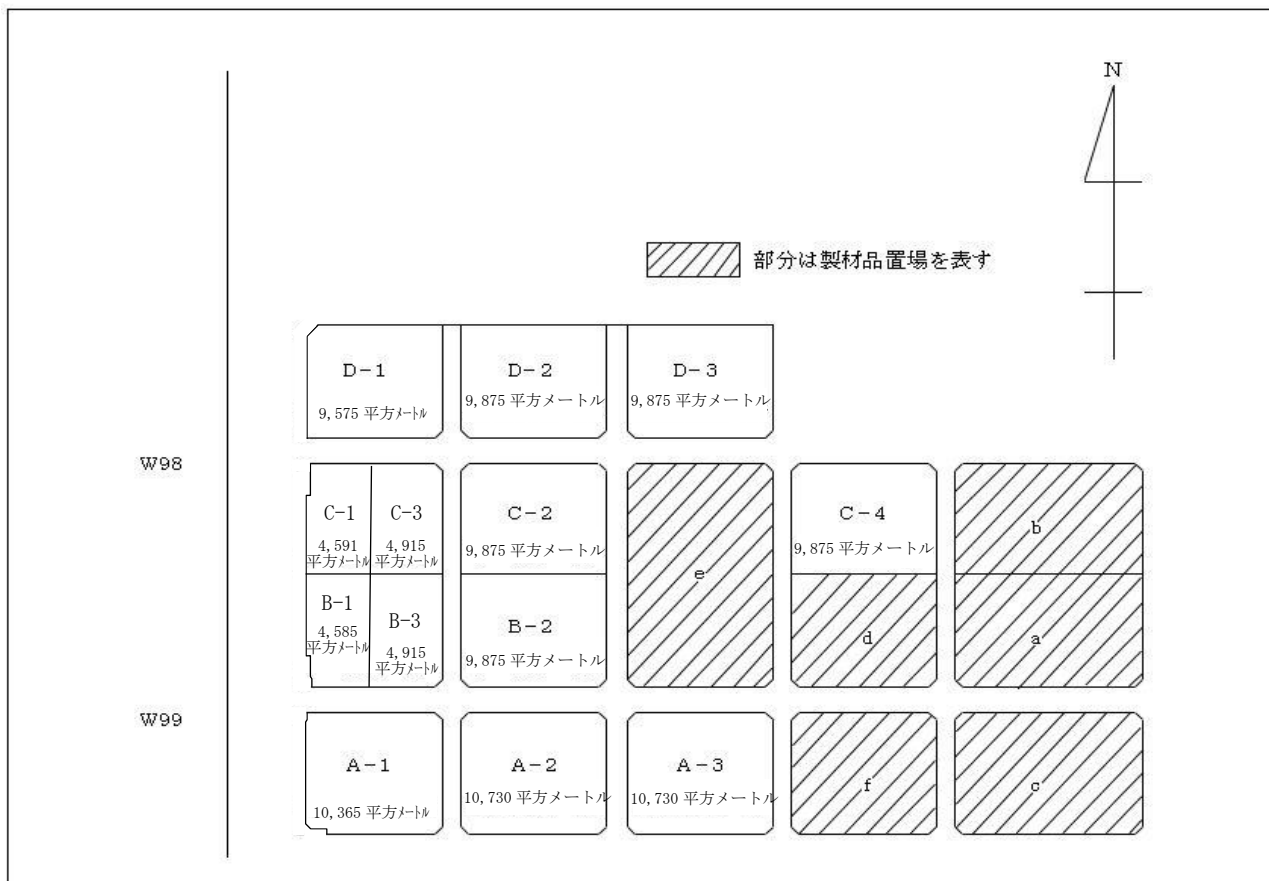 N
部分は製材品置場を表す
D-1
9,575 平方メートル
D-2
9,875 平方メートル
D-3
9,875 平方メートル
W98
C-1
4,591
平方メートル
C-3
4,915
平方メートル
C-2
9,875 平方メートル
e
C-4
9,875 平方メートル
b
B-1
4,585
平方メートル
B-3
4,915
平方メートル
B-2
9,875 平方メートル
d
a
W99
A-1
10,365 平方メートル
A-2
10,730 平方メートル
A-3
10,730 平方メートル
f
c